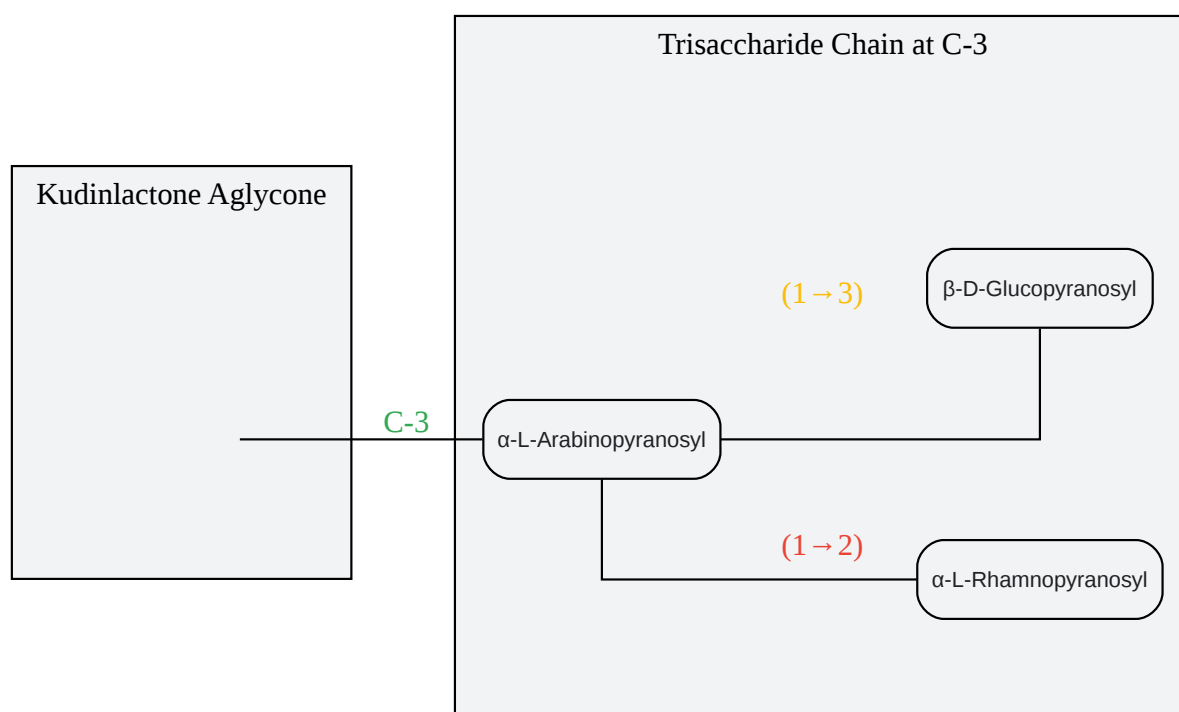 Trisaccharide Chain at C-3
Kudinlactone Aglycone
(1→3)
β-D-Glucopyranosyl
C-3
α-L-Arabinopyranosyl
(1→2)
α-L-Rhamnopyranosyl